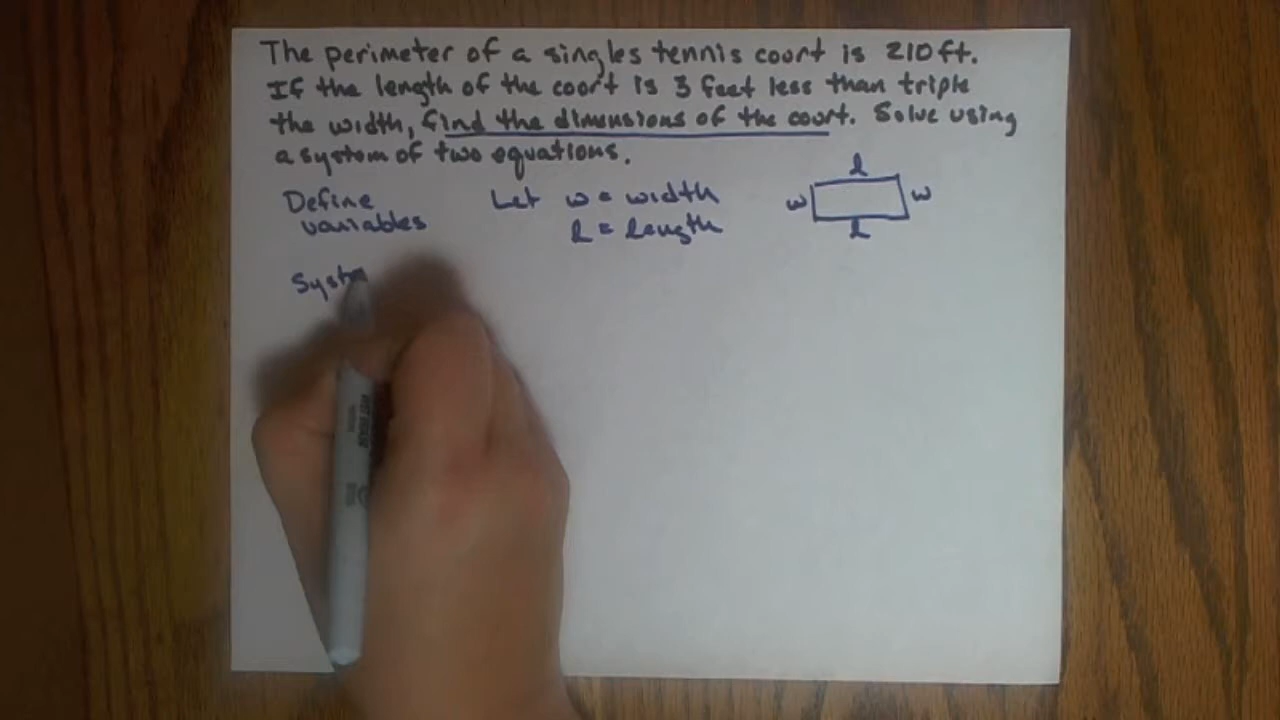 The perimeter of a singles tennis court is 210 ft.
If the length of the court is 3 feet less than triple
the width, find the dimensions of the court. Solve using
a system of two equations.
Define
variables
Let w = width
l = length
l
w
w
l
System